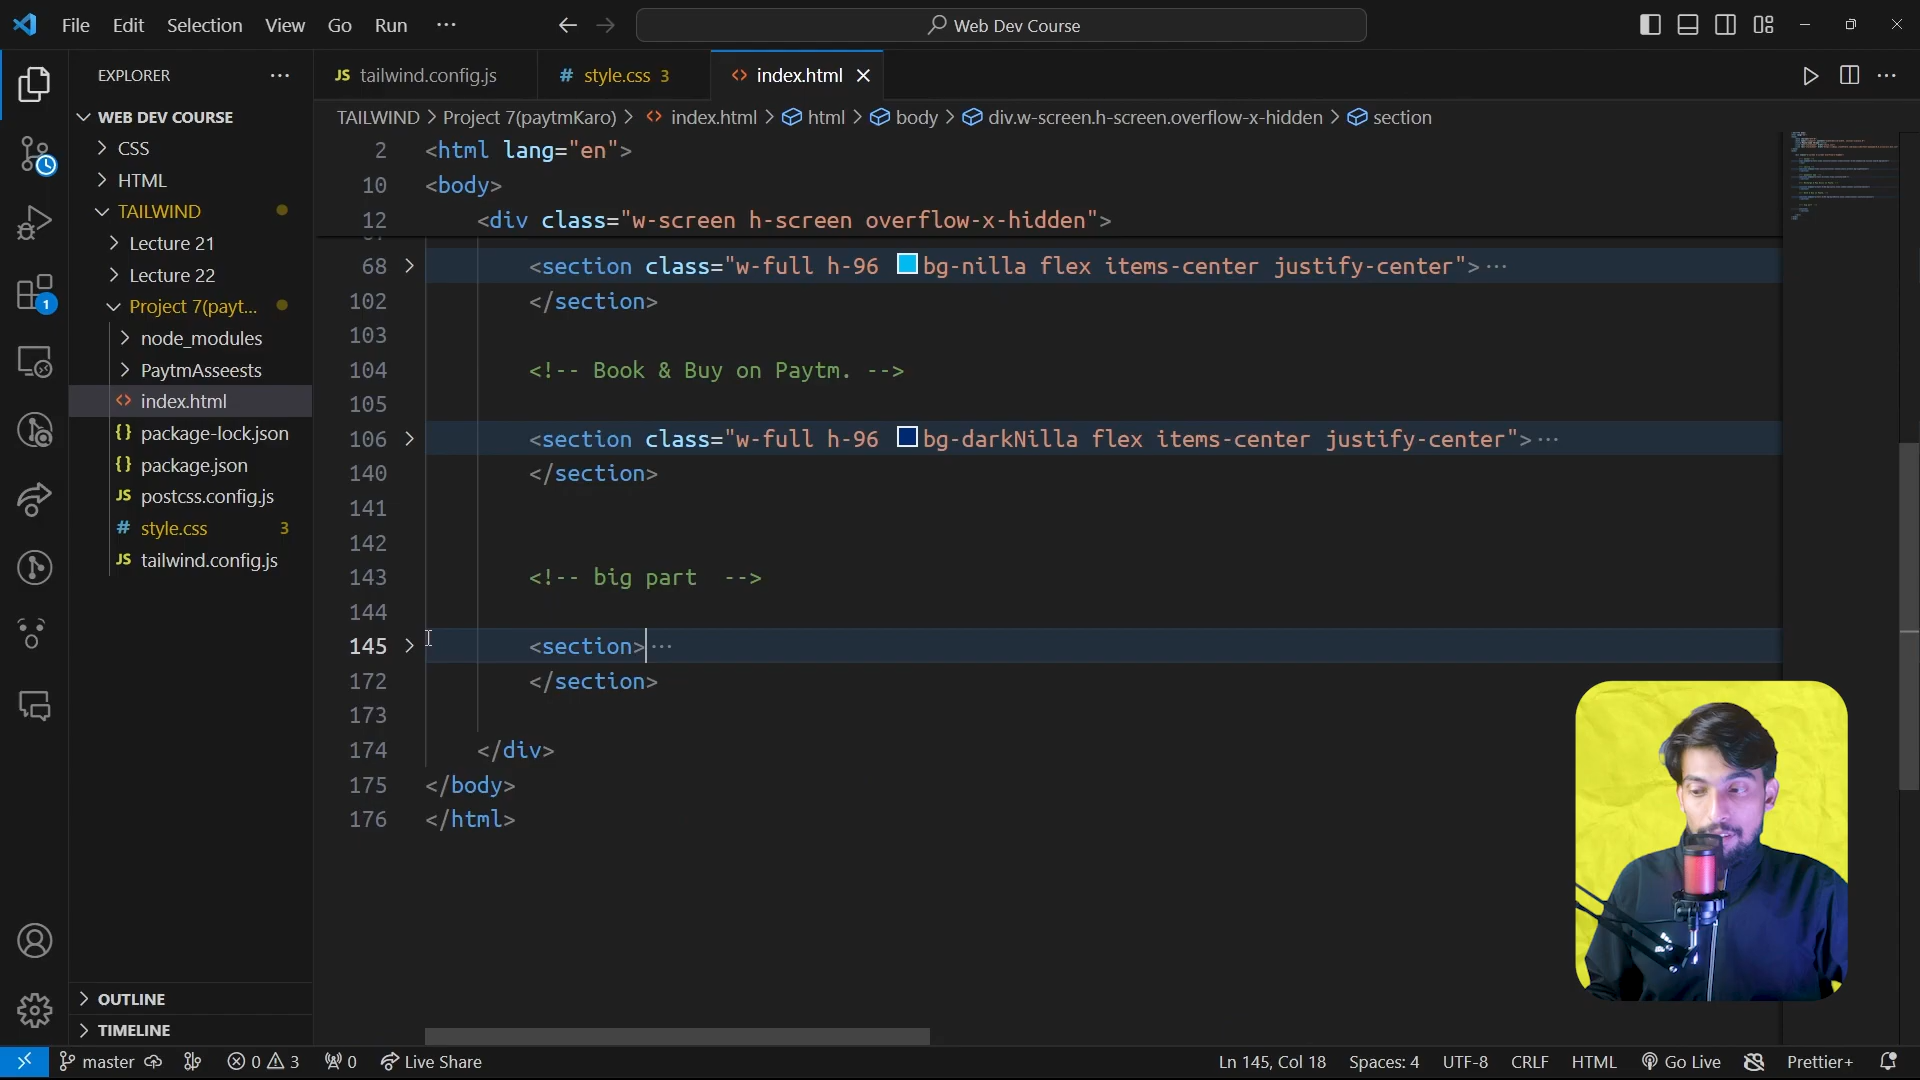 File Edit Selection View Go Run ···
Web Dev Course
EXPLORER ···
WEB DEV COURSE
CSS
HTML
TAILWIND
Lecture 21
Lecture 22
Project 7(payt...
node_modules
PaytmAsseests
index.html
package-lock.json
package.json
postcss.config.js
style.css 3
tailwind.config.js
OUTLINE
TIMELINE
1
JS tailwind.config.js # style.css 3 <> index.html
TAILWIND > Project 7(paytmKaro) > <> index.html > html > body > div.w-screen.h-screen.overflow-x-hidden > section
2 <html lang="en">
10 <body>
12 <div class="w-screen h-screen overflow-x-hidden">
68 <section class="w-full h-96 bg-nilla flex items-center justify-center">···
102 </section>
103
104 <!-- Book & Buy on Paytm. -->
105
106 <section class="w-full h-96 bg-darkNilla flex items-center justify-center">···
140 </section>
141
142
143 <!-- big part  -->
144
145 <section>···
172 </section>
173
174 </div>
175 </body>
176 </html>
master 0 3 0 Live Share Ln 145, Col 18 Spaces: 4 UTF-8 CRLF HTML Go Live Prettier+